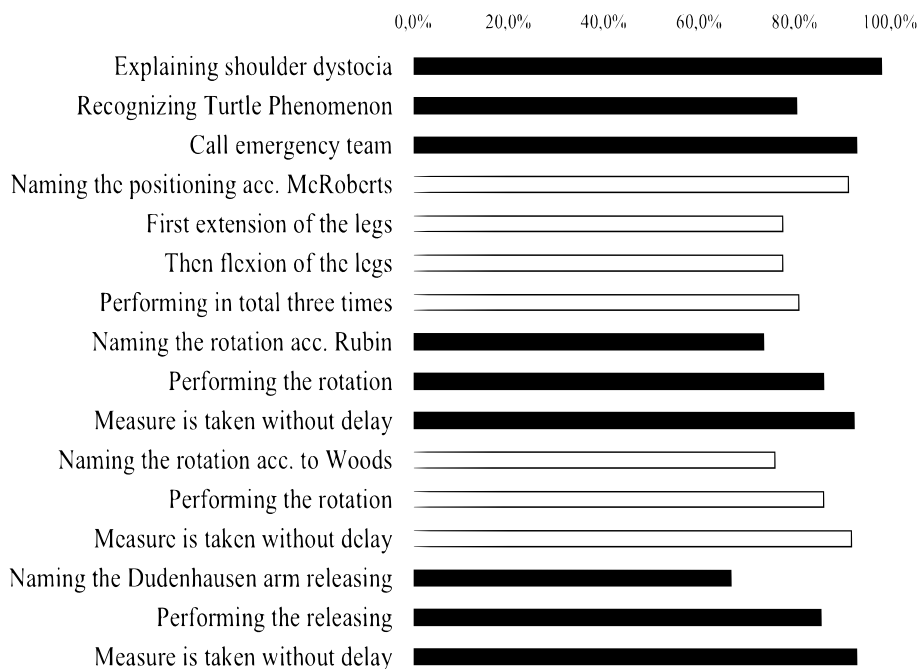 0,0% 20,0% 40,0% 60,0% 80,0% 100,0%
Explaining shoulder dystocia
Recognizing Turtle Phenomenon
Call emergency team
Naming the positioning acc. McRoberts
First extension of the legs
Then flexion of the legs
Performing in total three times
Naming the rotation acc. Rubin
Performing the rotation
Measure is taken without delay
Naming the rotation acc. to Woods
Performing the rotation
Measure is taken without delay
Naming the Dudenhausen arm releasing
Performing the releasing
Measure is taken without delay